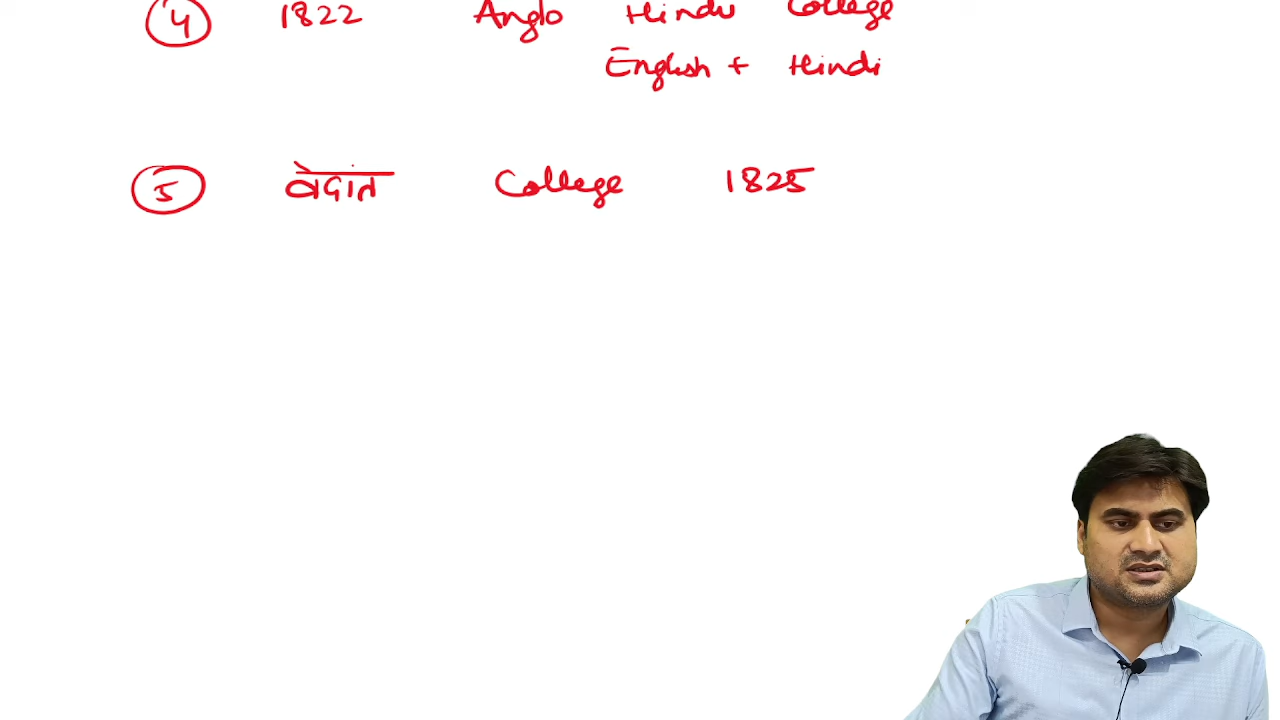 4 1822 Anglo Hindu College
English + Hindi
5 वेदांत College 1825